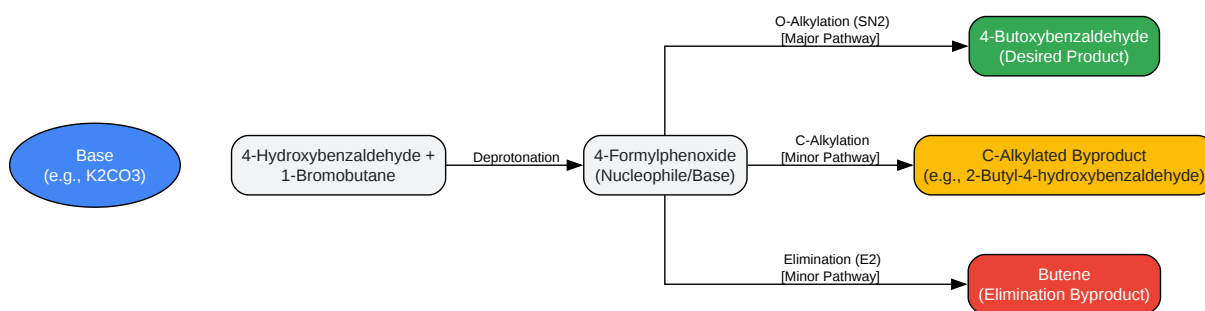 O-Alkylation (SN2)
[Major Pathway]
4-Butoxybenzaldehyde
(Desired Product)
Base
(e.g., K2CO3)
4-Hydroxybenzaldehyde +
1-Bromobutane
Deprotonation
4-Formylphenoxide
(Nucleophile/Base)
C-Alkylation
[Minor Pathway]
C-Alkylated Byproduct
(e.g., 2-Butyl-4-hydroxybenzaldehyde)
Elimination (E2)
[Minor Pathway]
Butene
(Elimination Byproduct)